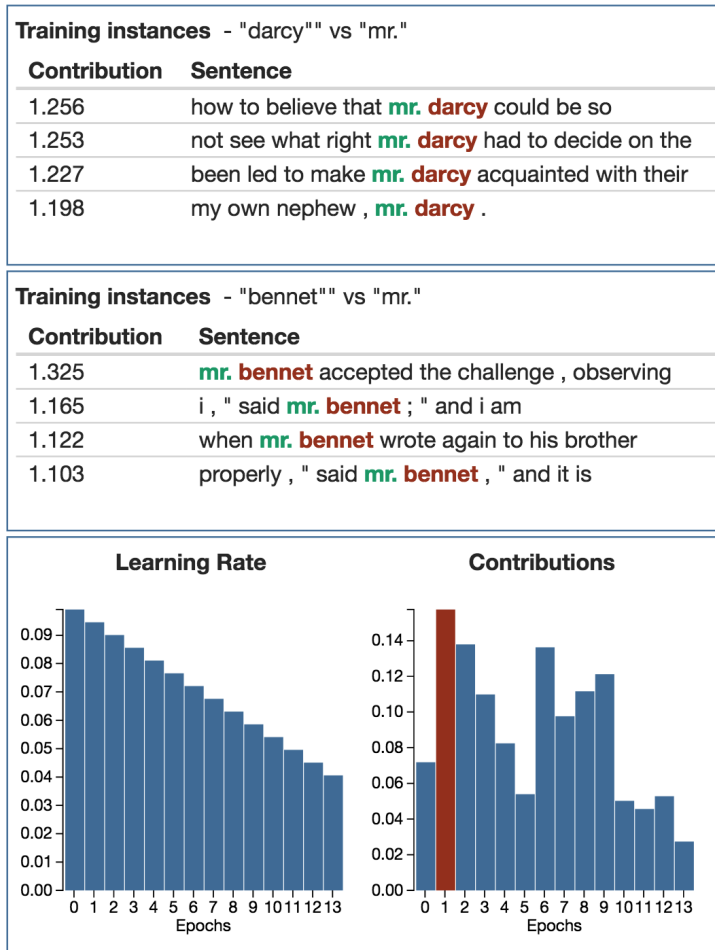 Training instances - "darcy"" vs "mr."
Contribution Sentence
1.256 how to believe that mr. darcy could be so
1.253 not see what right mr. darcy had to decide on the
1.227 been led to make mr. darcy acquainted with their
1.198 my own nephew , mr. darcy .
Training instances - "bennet"" vs "mr."
Contribution Sentence
1.325 mr. bennet accepted the challenge , observing
1.165 i , " said mr. bennet ; " and i am
1.122 when mr. bennet wrote again to his brother
1.103 properly , " said mr. bennet , " and it is
Learning Rate
0.09
0.08
0.07
0.06
0.05
0.04
0.03
0.02
0.01
0.00
0 1 2 3 4 5 6 7 8 9 10 11 12 13
Epochs
Contributions
0.14
0.12
0.10
0.08
0.06
0.04
0.02
0.00
0 1 2 3 4 5 6 7 8 9 10 11 12 13
Epochs